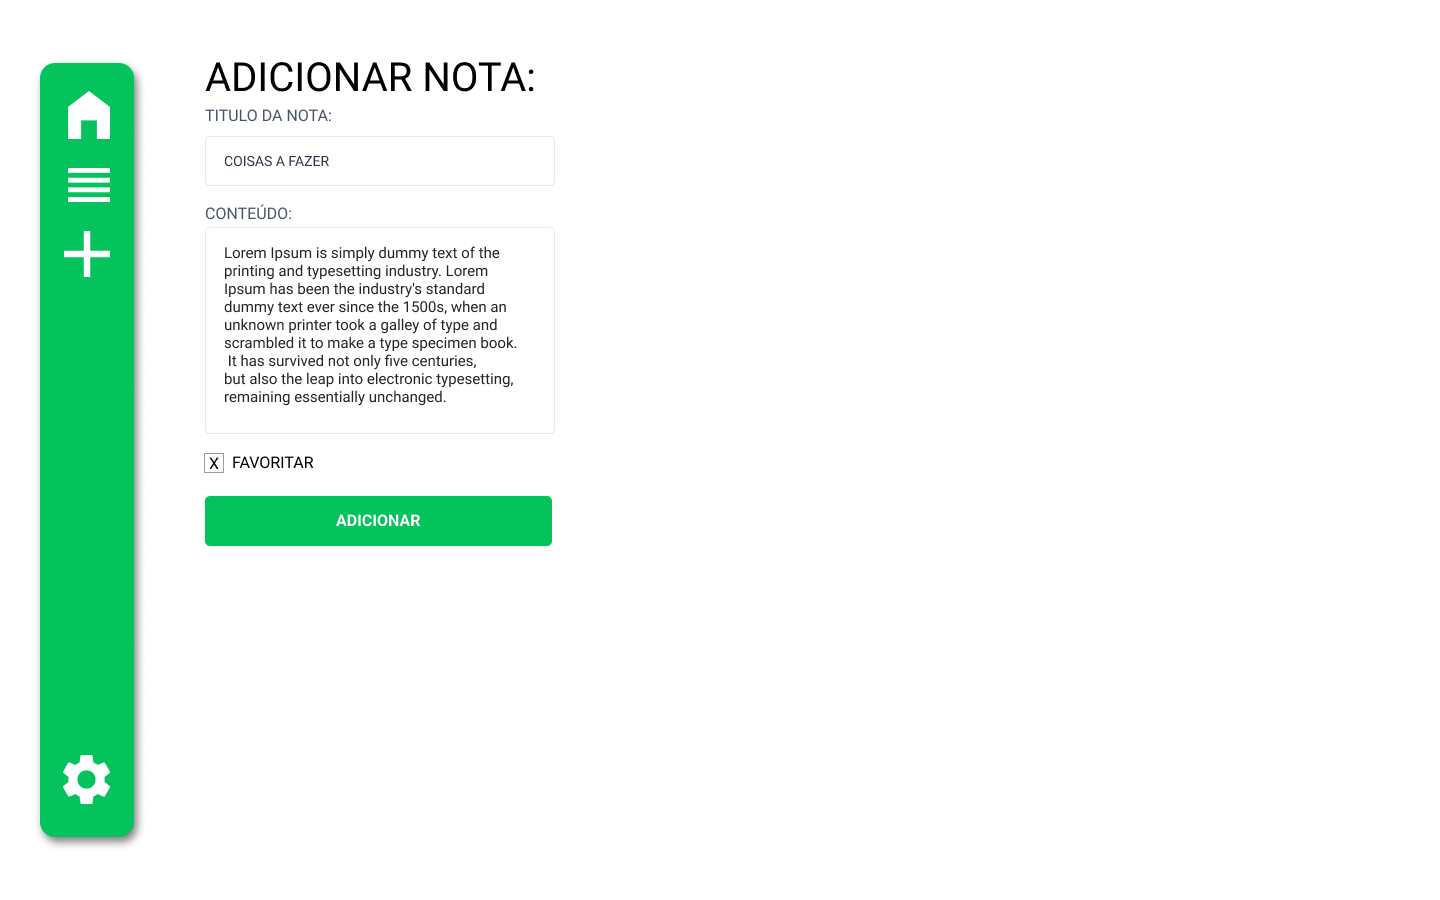 ADICIONAR NOTA:
TITULO DA NOTA:
COISAS A FAZER
CONTEÚDO:
Lorem Ipsum is simply dummy text of the
printing and typesetting industry. Lorem
Ipsum has been the industry's standard
dummy text ever since the 1500s, when an
unknown printer took a galley of type and
scrambled it to make a type specimen book.
It has survived not only five centuries,
but also the leap into electronic typesetting,
remaining essentially unchanged.
X FAVORITAR
ADICIONAR